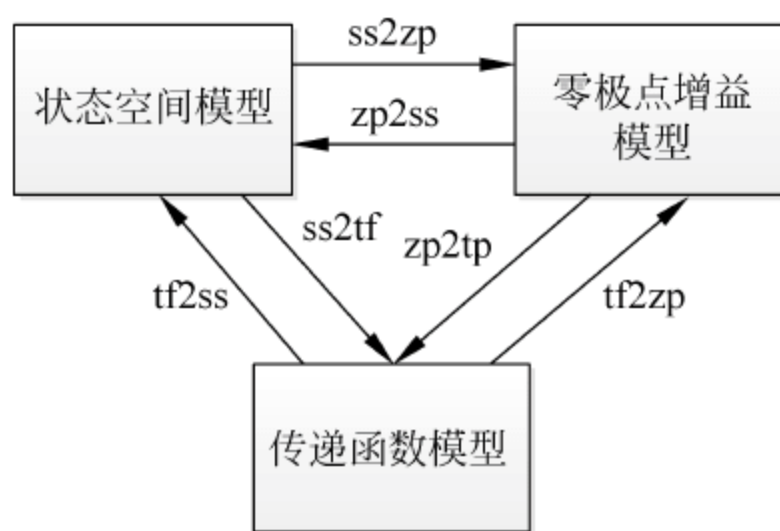 ss2zp
状态空间模型
零极点增益
模型
zp2ss
ss2tf
zp2tp
tf2ss
tf2zp
传递函数模型